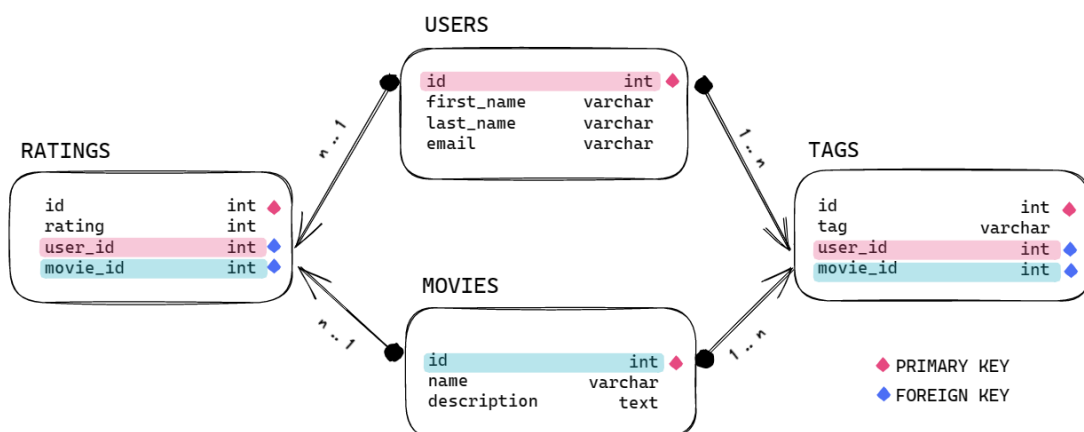 USERS
id int
first_name varchar
last_name varchar
email varchar
n..1
1..n
RATINGS
id int
rating int
user_id int
movie_id int
TAGS
id int
tag varchar
user_id int
movie_id int
MOVIES
id int
name varchar
description text
n..1
1..n
PRIMARY KEY
FOREIGN KEY